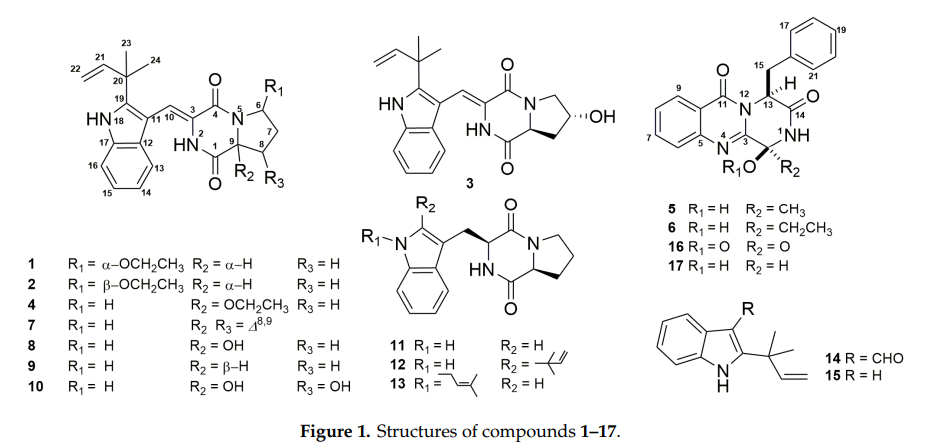 23
24
22
21
20
19
HN
18
17
16
15
14
13
12
11
10
3
2
HN
1
O
4
O
5
N
6
R1
7
8
9
R2
R3
HN
O
N
OH
HN
O
3
O
9
7
11
12
N
5
N
4
3
13
H
15
17
19
21
O
14
1
NH
R1
O
R2
1 R1 = α–OCH2CH3 R2 = α–H R3 = H
2 R1 = β–OCH2CH3 R2 = α–H R3 = H
4 R1 = H R2 = OCH2CH3 R3 = H
7 R1 = H R2 R3 = Δ8,9
8 R1 = H R2 = OH R3 = H
9 R1 = H R2 = β–H R3 = H
10 R1 = H R2 = OH R3 = OH
R1
N
R2
O
N
HN
O
11 R1 = H R2 = H
12 R1 = H R2 =
13 R1 = R2 = H
5 R1 = H R2 = CH3
6 R1 = H R2 = CH2CH3
16 R1 = O R2 = O
17 R1 = H R2 = H
R
N
H
14 R = CHO
15 R = H
Figure 1. Structures of compounds 1–17.